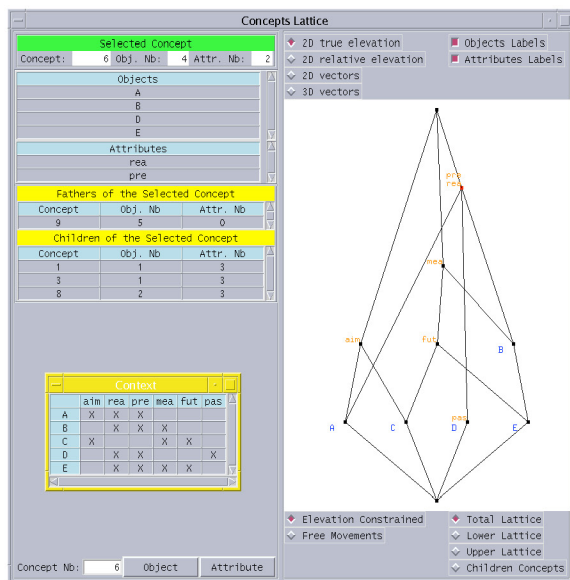 Concepts Lattice
Selected Concept
Concept: 6 Obj. Nb: 4 Attr. Nb: 2
Objects
A
B
D
E
Attributes
rea
pre
Fathers of the Selected Concept
Concept Obj. Nb Attr. Nb
9 5 0
Children of the Selected Concept
Concept Obj. Nb Attr. Nb
1 1 3
3 1 3
8 2 3
Context
aim rea pre mea fut pas
A X X X
B X X X
C X X X
D X X X
E X X X X
Concept Nb: 6 Object Attribute
2D true elevation
2D relative elevation
2D vectors
3D vectors
Objects Labels
Attributes Labels
pre
rea
mea
aim
fut
B
pas
A
C
D
E
Elevation Constrained
Free Movements
Total Lattice
Lower Lattice
Upper Lattice
Children Concepts